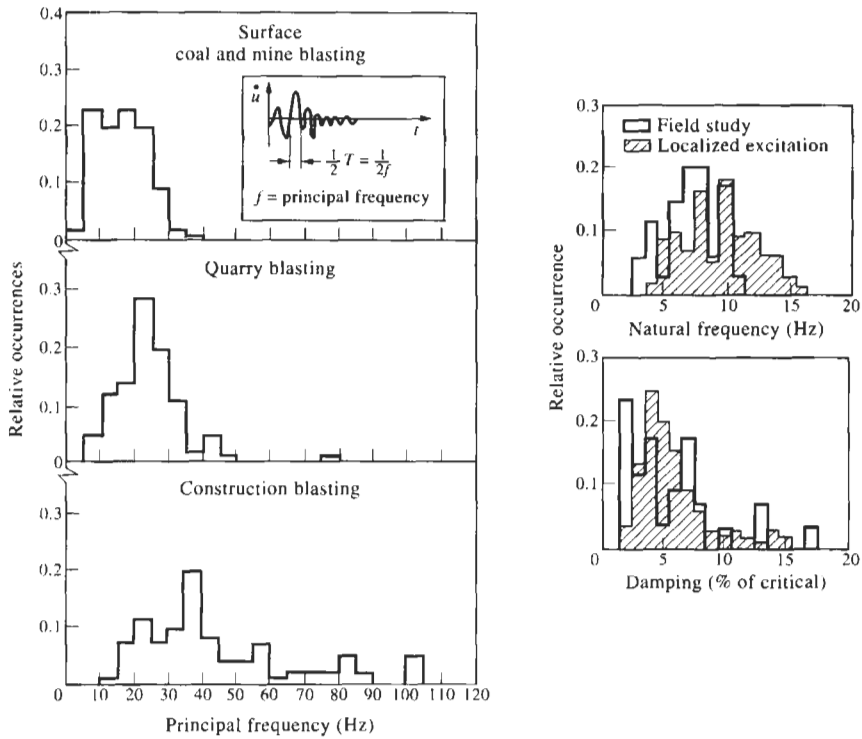 Surface
coal and mine blasting
0.4
0.3
0.2
0.1
0
u̇
t
1/2 T = 1/2f
f = principal frequency
Relative occurrences
Quarry blasting
0.3
0.2
0.1
0
Construction blasting
0.3
0.2
0.1
0 10 20 30 40 50 60 70 80 90 100 110 120
Principal frequency (Hz)
Field study
Localized excitation
Relative occurrence
0.3
0.2
0.1
0 5 10 15 20
Natural frequency (Hz)
0.3
0.2
0.1
0 5 10 15 20
Damping (% of critical)